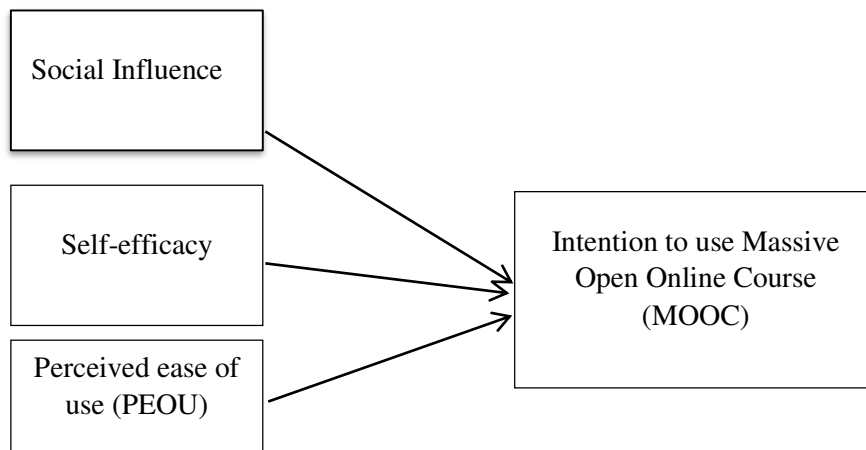 Social Influence
Self-efficacy
Perceived ease of
use (PEOU)
Intention to use Massive
Open Online Course
(MOOC)